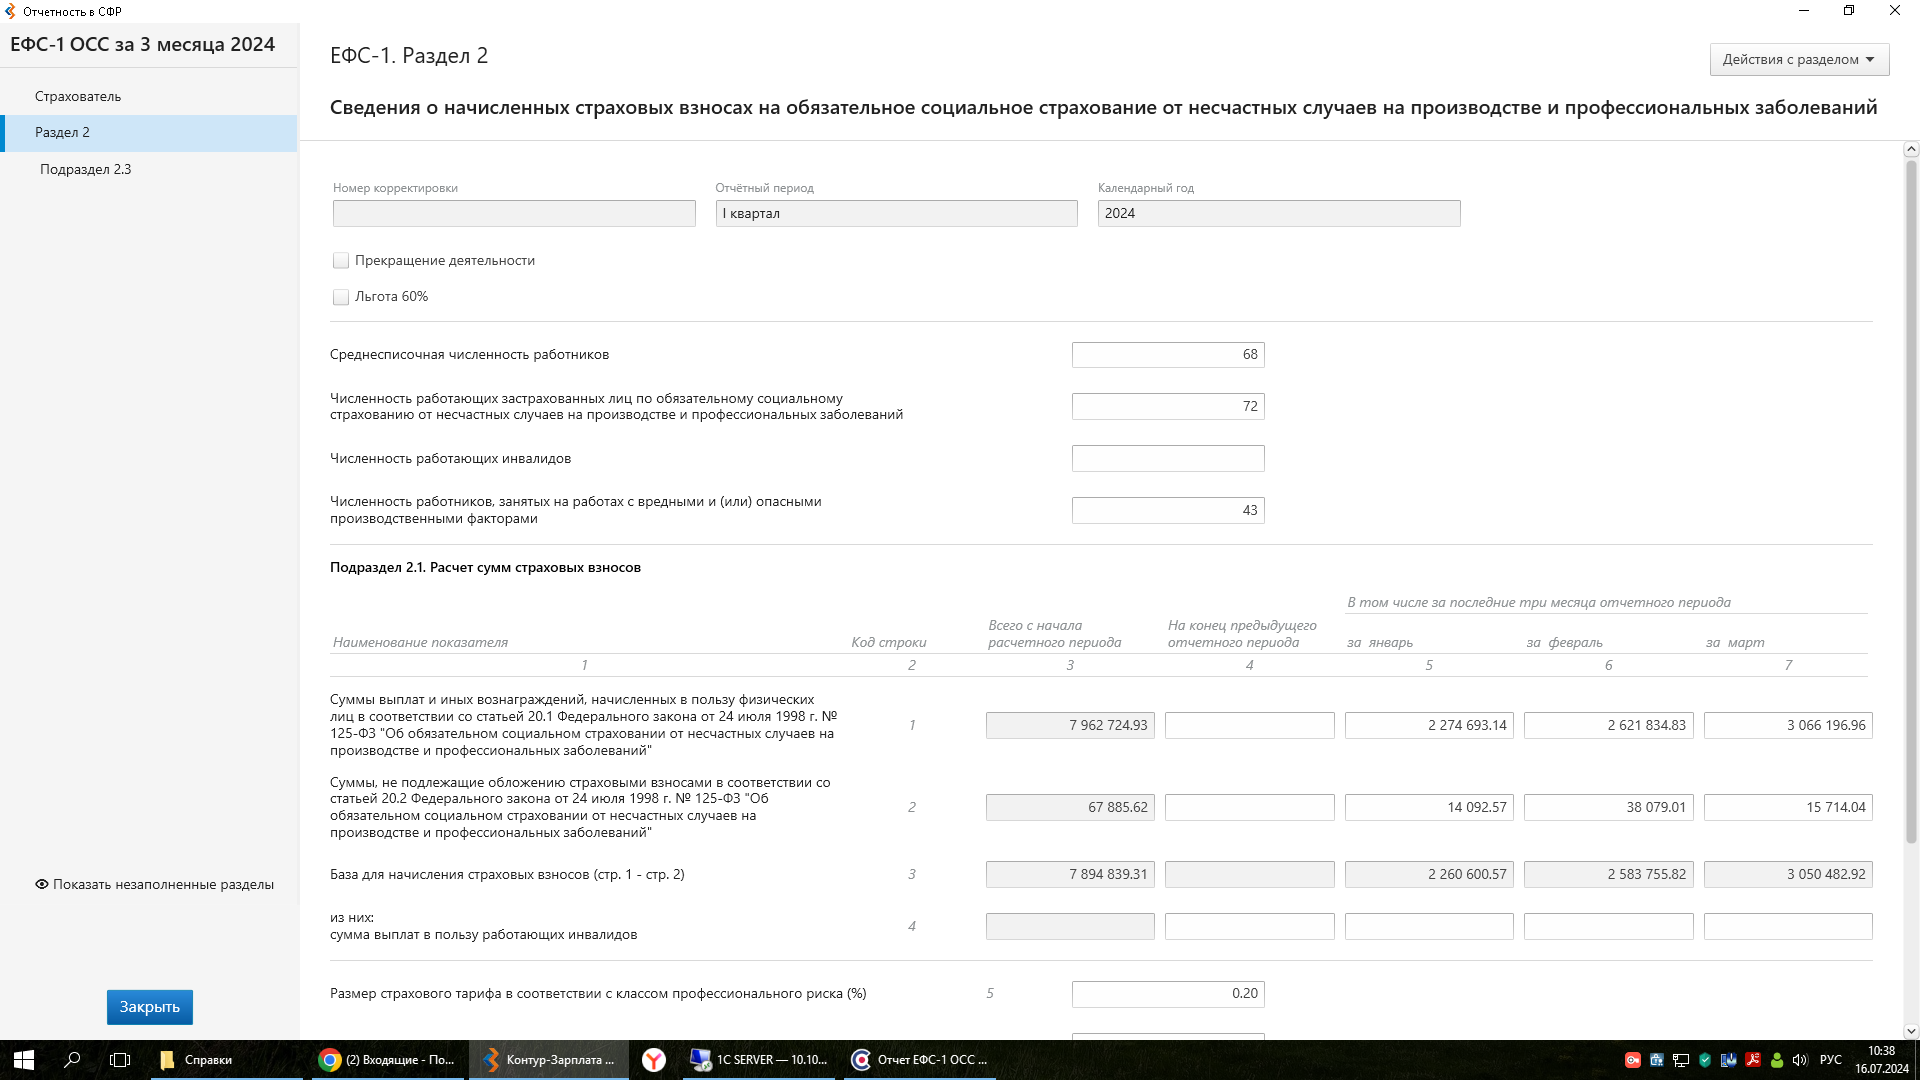 Отчетность в СФР
ЕФС-1 ОСС за 3 месяца 2024
Страхователь
Раздел 2
Подраздел 2.3
Показать незаполненные разделы
Закрыть
ЕФС-1. Раздел 2
Действия с разделом
Сведения о начисленных страховых взносах на обязательное социальное страхование от несчастных случаев на производстве и профессиональных заболеваний
Номер корректировки
Отчётный период
Календарный год
I квартал
2024
Прекращение деятельности
Льгота 60%
Среднесписочная численность работников
68
Численность работающих застрахованных лиц по обязательному социальному
страхованию от несчастных случаев на производстве и профессиональных заболеваний
72
Численность работающих инвалидов
Численность работников, занятых на работах с вредными и (или) опасными
производственными факторами
43
Подраздел 2.1. Расчет сумм страховых взносов
В том числе за последние три месяца отчетного периода
Наименование показателя
Код строки
Всего с начала
расчетного периода
На конец предыдущего
отчетного периода
за январь
за февраль
за март
1 2 3 4 5 6 7
Суммы выплат и иных вознаграждений, начисленных в пользу физических
лиц в соответствии со статьей 20.1 Федерального закона от 24 июля 1998 г. №
125-ФЗ "Об обязательном социальном страховании от несчастных случаев на
производстве и профессиональных заболеваний"
1 7 962 724.93 2 274 693.14 2 621 834.83 3 066 196.96
Суммы, не подлежащие обложению страховыми взносами в соответствии со
статьей 20.2 Федерального закона от 24 июля 1998 г. № 125-ФЗ "Об
обязательном социальном страховании от несчастных случаев на
производстве и профессиональных заболеваний"
2 67 885.62 14 092.57 38 079.01 15 714.04
База для начисления страховых взносов (стр. 1 - стр. 2)
3 7 894 839.31 2 260 600.57 2 583 755.82 3 050 482.92
из них:
сумма выплат в пользу работающих инвалидов
4
Размер страхового тарифа в соответствии с классом профессионального риска (%)
5 0.20
Справки
(2) Входящие - По...
Контур-Зарплата ...
1C SERVER — 10.10...
Отчет ЕФС-1 ОСС ...
РУС
10:38
16.07.2024